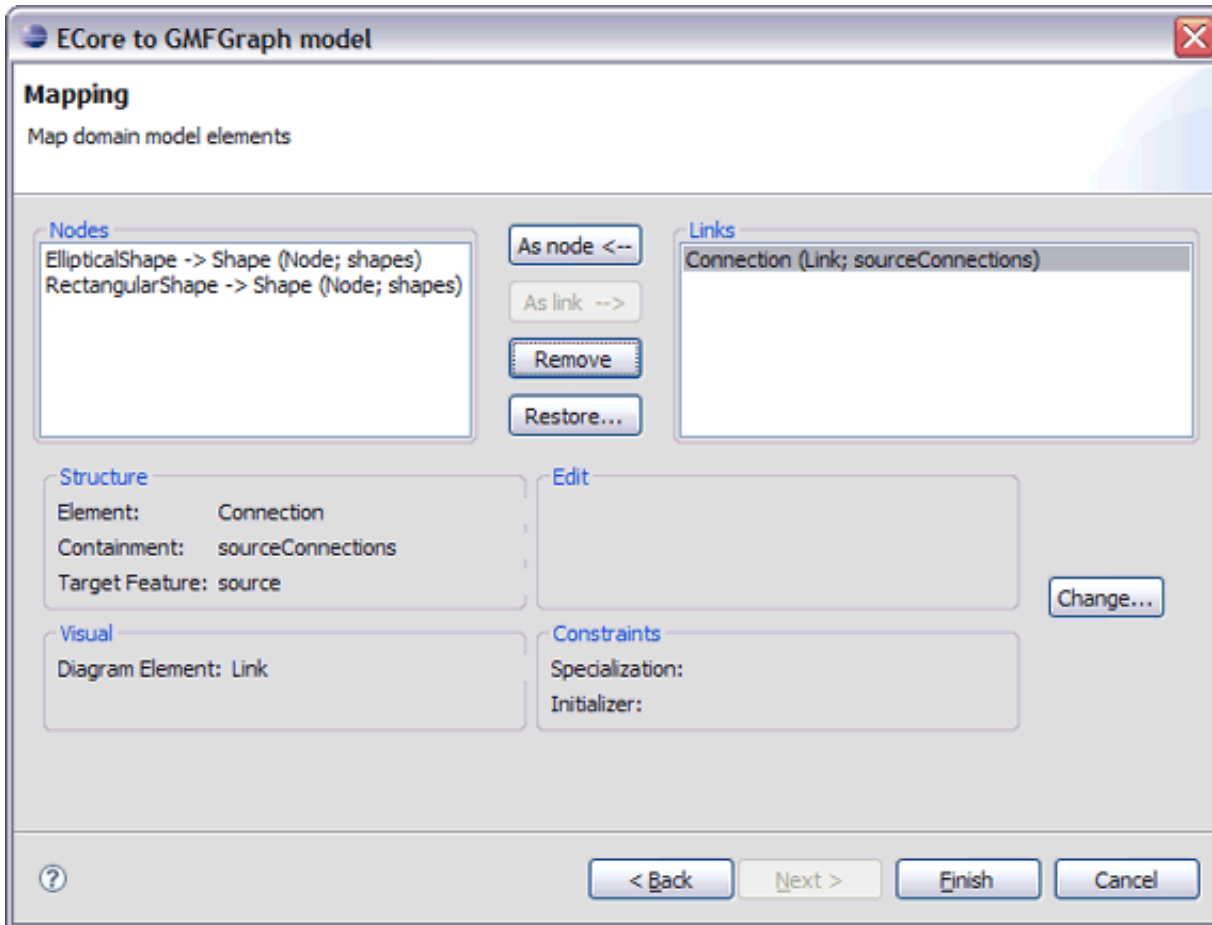 ECore to GMFGraph model
Mapping
Map domain model elements
Nodes
EllipticalShape -> Shape (Node; shapes)
RectangularShape -> Shape (Node; shapes)
As node <--
As link -->
Remove
Restore...
Links
Connection (Link; sourceConnections)
Structure
Element: Connection
Containment: sourceConnections
Target Feature: source
Edit
Change...
Visual
Diagram Element: Link
Constraints
Specialization:
Initializer:
?
< Back
Next >
Finish
Cancel